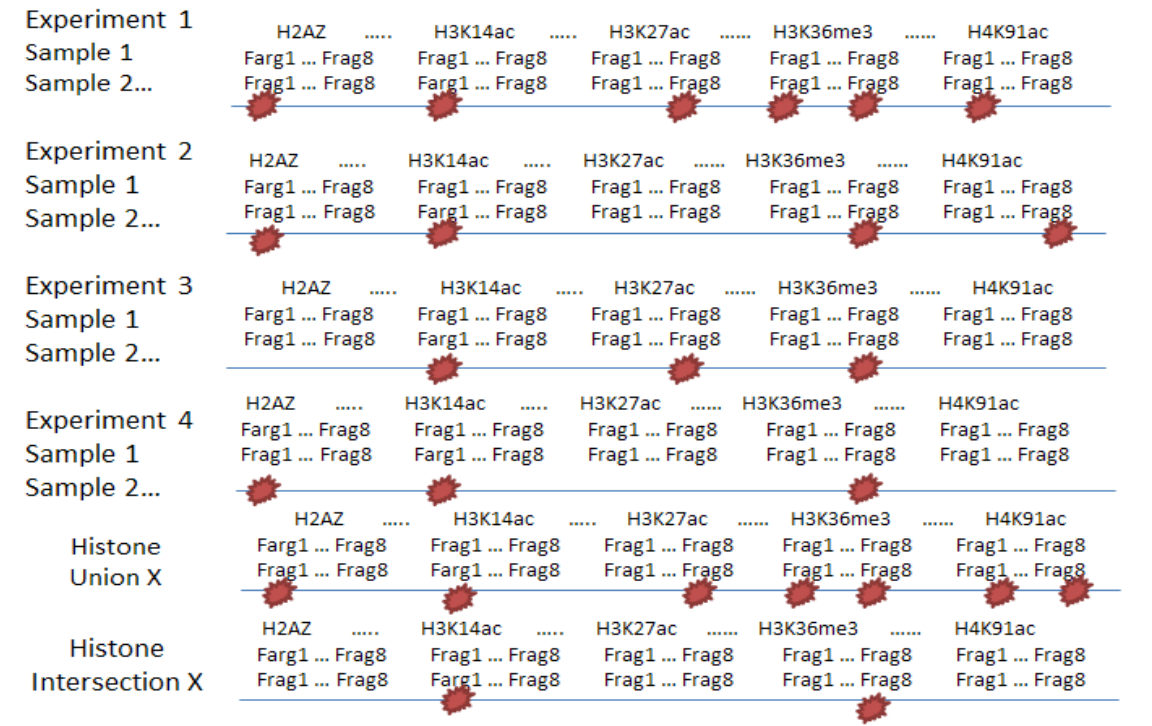 Experiment 1
Sample 1
Sample 2...
H2AZ ..... H3K14ac ..... H3K27ac ...... H3K36me3 ...... H4K91ac
Farg1 ... Frag8 Frag1 ... Frag8 Frag1 ... Frag8 Frag1 ... Frag8 Frag1 ... Frag8
Frag1 ... Frag8 Farg1 ... Frag8 Frag1 ... Frag8 Frag1 ... Frag8 Frag1 ... Frag8
Experiment 2
Sample 1
Sample 2...
H2AZ ..... H3K14ac ..... H3K27ac ...... H3K36me3 ...... H4K91ac
Farg1 ... Frag8 Frag1 ... Frag8 Frag1 ... Frag8 Frag1 ... Frag8 Frag1 ... Frag8
Frag1 ... Frag8 Farg1 ... Frag8 Frag1 ... Frag8 Frag1 ... Frag8 Frag1 ... Frag8
Experiment 3
Sample 1
Sample 2...
H2AZ ..... H3K14ac ..... H3K27ac ...... H3K36me3 ...... H4K91ac
Farg1 ... Frag8 Frag1 ... Frag8 Frag1 ... Frag8 Frag1 ... Frag8 Frag1 ... Frag8
Frag1 ... Frag8 Farg1 ... Frag8 Frag1 ... Frag8 Frag1 ... Frag8 Frag1 ... Frag8
Experiment 4
Sample 1
Sample 2...
H2AZ ..... H3K14ac ..... H3K27ac ...... H3K36me3 ...... H4K91ac
Farg1 ... Frag8 Frag1 ... Frag8 Frag1 ... Frag8 Frag1 ... Frag8 Frag1 ... Frag8
Frag1 ... Frag8 Farg1 ... Frag8 Frag1 ... Frag8 Frag1 ... Frag8 Frag1 ... Frag8
Histone
Union X
H2AZ ..... H3K14ac ..... H3K27ac ...... H3K36me3 ...... H4K91ac
Farg1 ... Frag8 Frag1 ... Frag8 Frag1 ... Frag8 Frag1 ... Frag8 Frag1 ... Frag8
Frag1 ... Frag8 Farg1 ... Frag8 Frag1 ... Frag8 Frag1 ... Frag8 Frag1 ... Frag8
Histone
Intersection X
H2AZ ..... H3K14ac ..... H3K27ac ...... H3K36me3 ...... H4K91ac
Farg1 ... Frag8 Frag1 ... Frag8 Frag1 ... Frag8 Frag1 ... Frag8 Frag1 ... Frag8
Frag1 ... Frag8 Farg1 ... Frag8 Frag1 ... Frag8 Frag1 ... Frag8 Frag1 ... Frag8